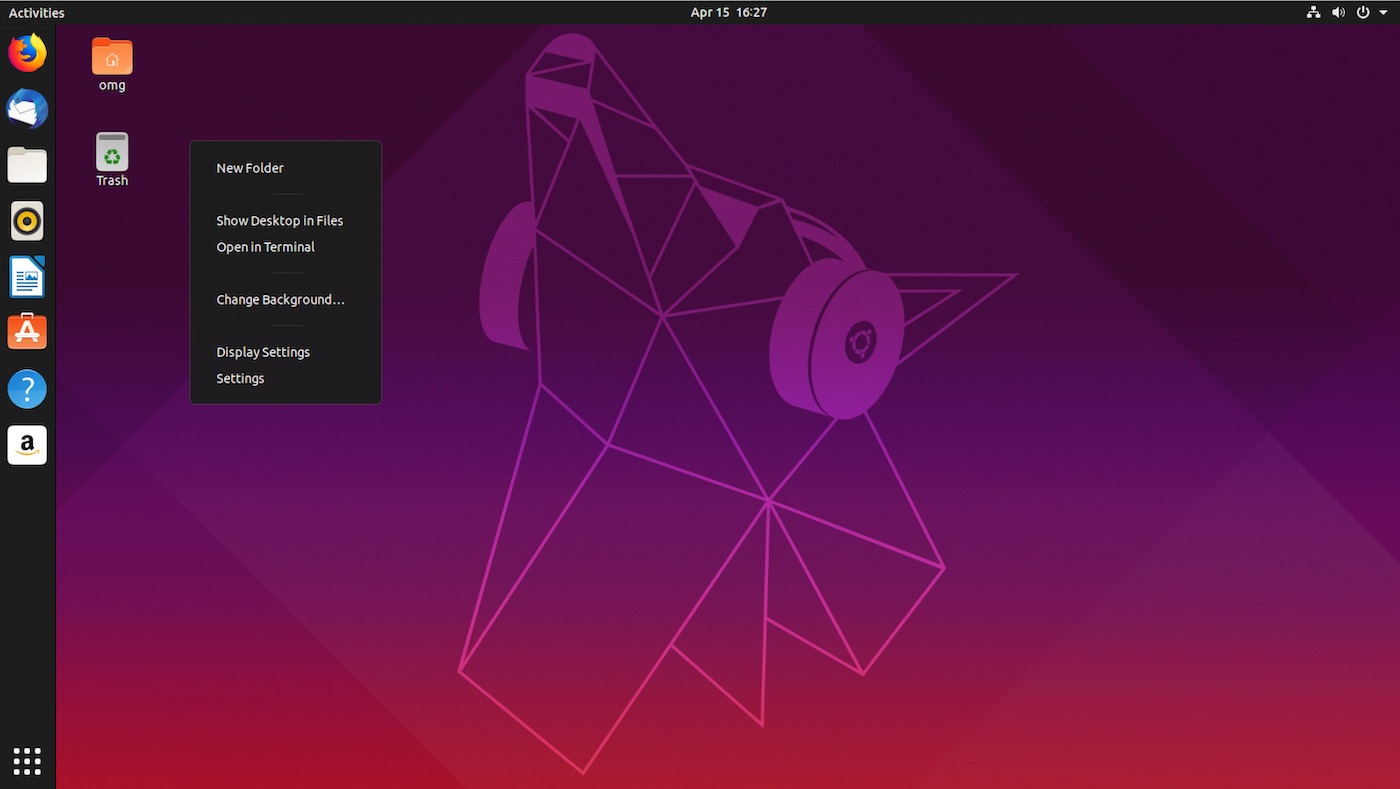 Activities
Apr 15 16:27
omg
Trash
New Folder
Show Desktop in Files
Open in Terminal
Change Background…
Display Settings
Settings
?
a